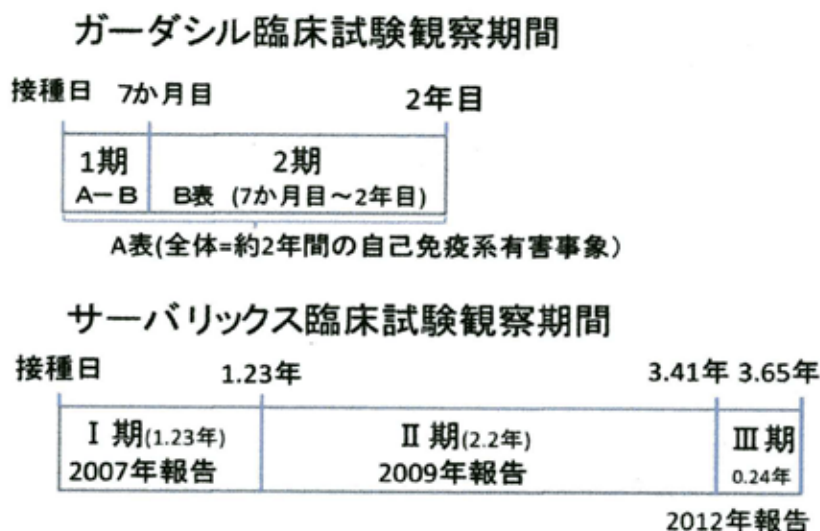 ガーダシル臨床試験観察期間
接種日 7か月目 2年目
1期 2期
A－B B表 (7か月目～2年目)
A表(全体=約2年間の自己免疫系有害事象)
サーバリックス臨床試験観察期間
接種日 1.23年 3.41年 3.65年
Ⅰ期(1.23年) Ⅱ期(2.2年) Ⅲ期
2007年報告 2009年報告 0.24年
2012年報告